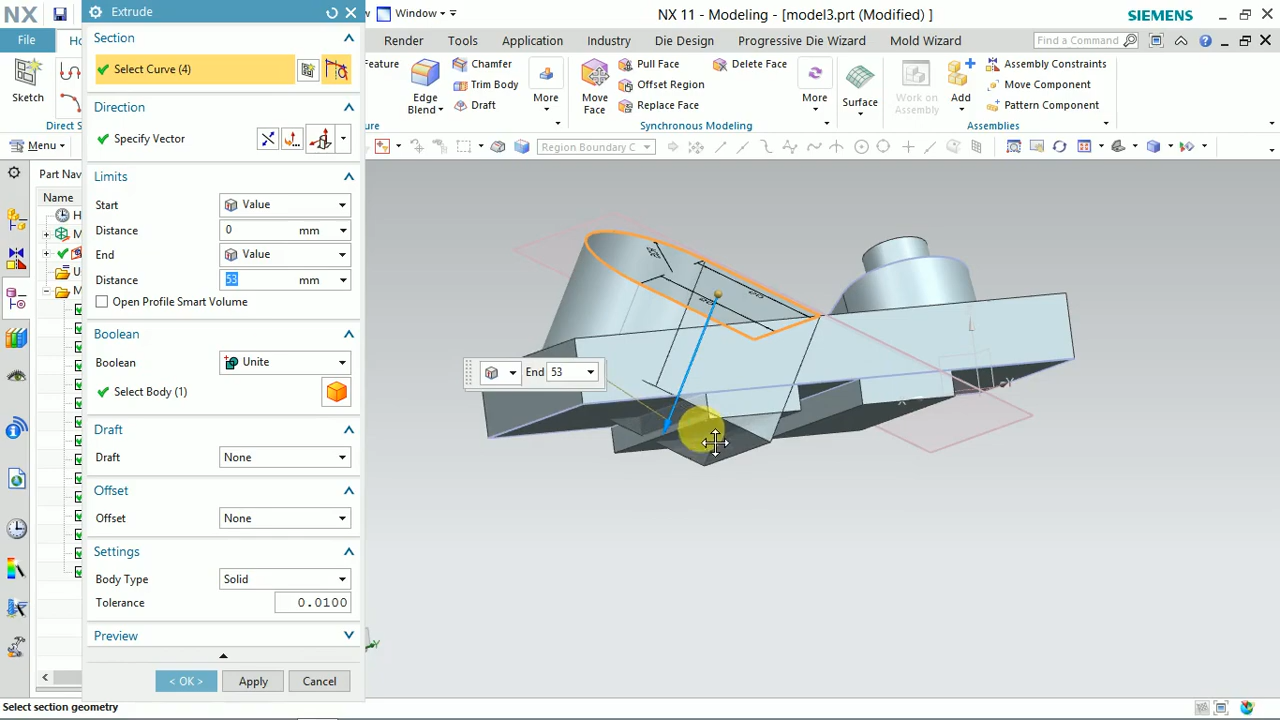 NX
Window
NX 11 - Modeling - [model3.prt (Modified) ]
SIEMENS
Extrude
File
Render
Tools
Application
Industry
Die Design
Progressive Die Wizard
Mold Wizard
Find a Command
Section
Select Curve (4)
Sketch
Feature
Edge
Blend
Chamfer
Trim Body
Draft
More
Move
Face
Pull Face
Offset Region
Replace Face
Delete Face
More
Surface
Work on
Assembly
Add
Assembly Constraints
Move Component
Pattern Component
Synchronous Modeling
Assemblies
Direct S
Menu
Region Boundary C
Direction
Specify Vector
Part Nav
Name
Limits
Start
Value
Distance
0
mm
End
Value
Distance
53
mm
Open Profile Smart Volume
Boolean
Boolean
Unite
Select Body (1)
End
53
Draft
Draft
None
Offset
Offset
None
Settings
Body Type
Solid
Tolerance
0.0100
Preview
< OK >
Apply
Cancel
Select section geometry